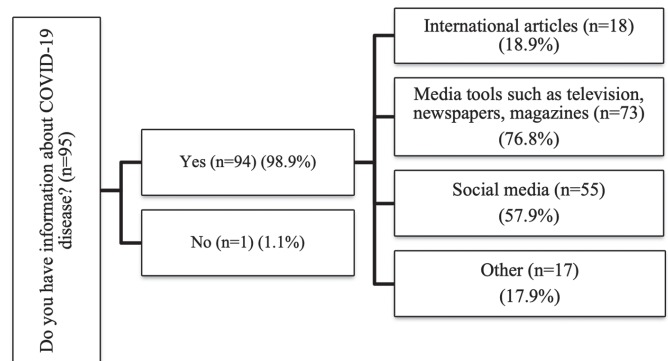 Do you have information about COVID-19
disease? (n=95)
Yes (n=94) (98.9%)
No (n=1) (1.1%)
International articles (n=18)
(18.9%)
Media tools such as television,
newspapers, magazines (n=73)
(76.8%)
Social media (n=55)
(57.9%)
Other (n=17)
(17.9%)